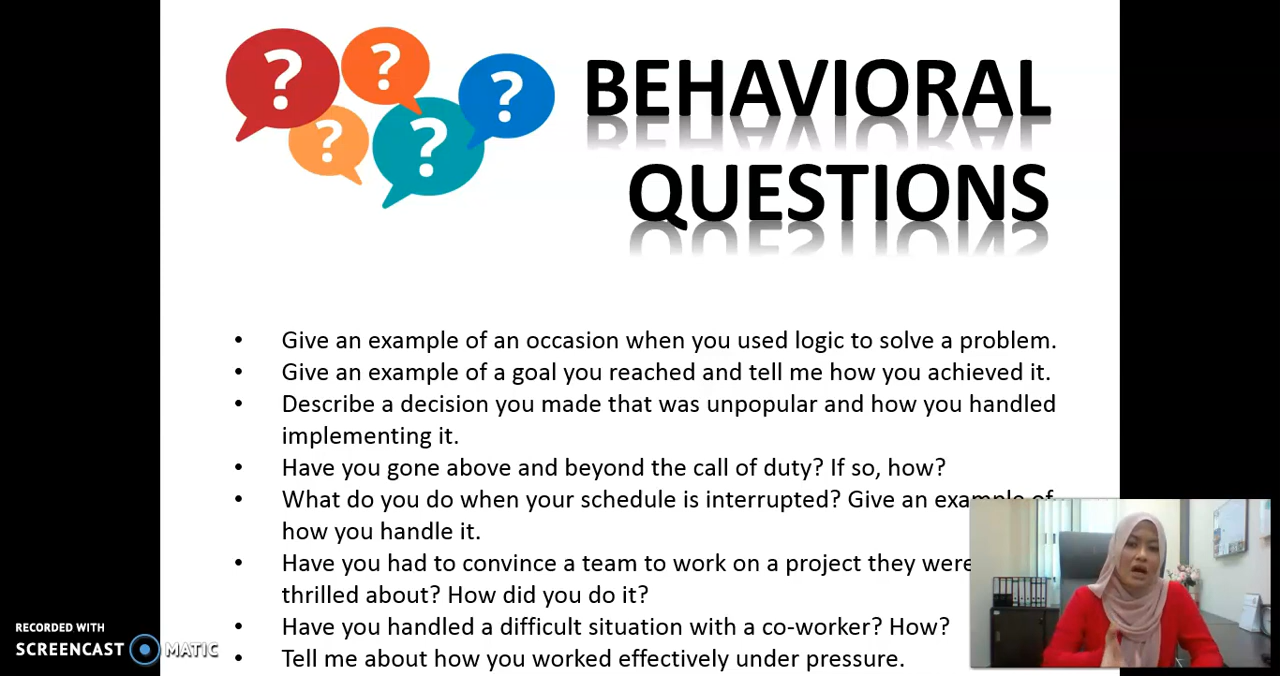 ? ? ? ? ?
BEHAVIORAL
QUESTIONS
• Give an example of an occasion when you used logic to solve a problem.
• Give an example of a goal you reached and tell me how you achieved it.
• Describe a decision you made that was unpopular and how you handled
implementing it.
• Have you gone above and beyond the call of duty? If so, how?
• What do you do when your schedule is interrupted? Give an example of
how you handle it.
• Have you had to convince a team to work on a project they were
thrilled about? How did you do it?
• Have you handled a difficult situation with a co-worker? How?
• Tell me about how you worked effectively under pressure.
RECORDED WITH
SCREENCAST MATIC